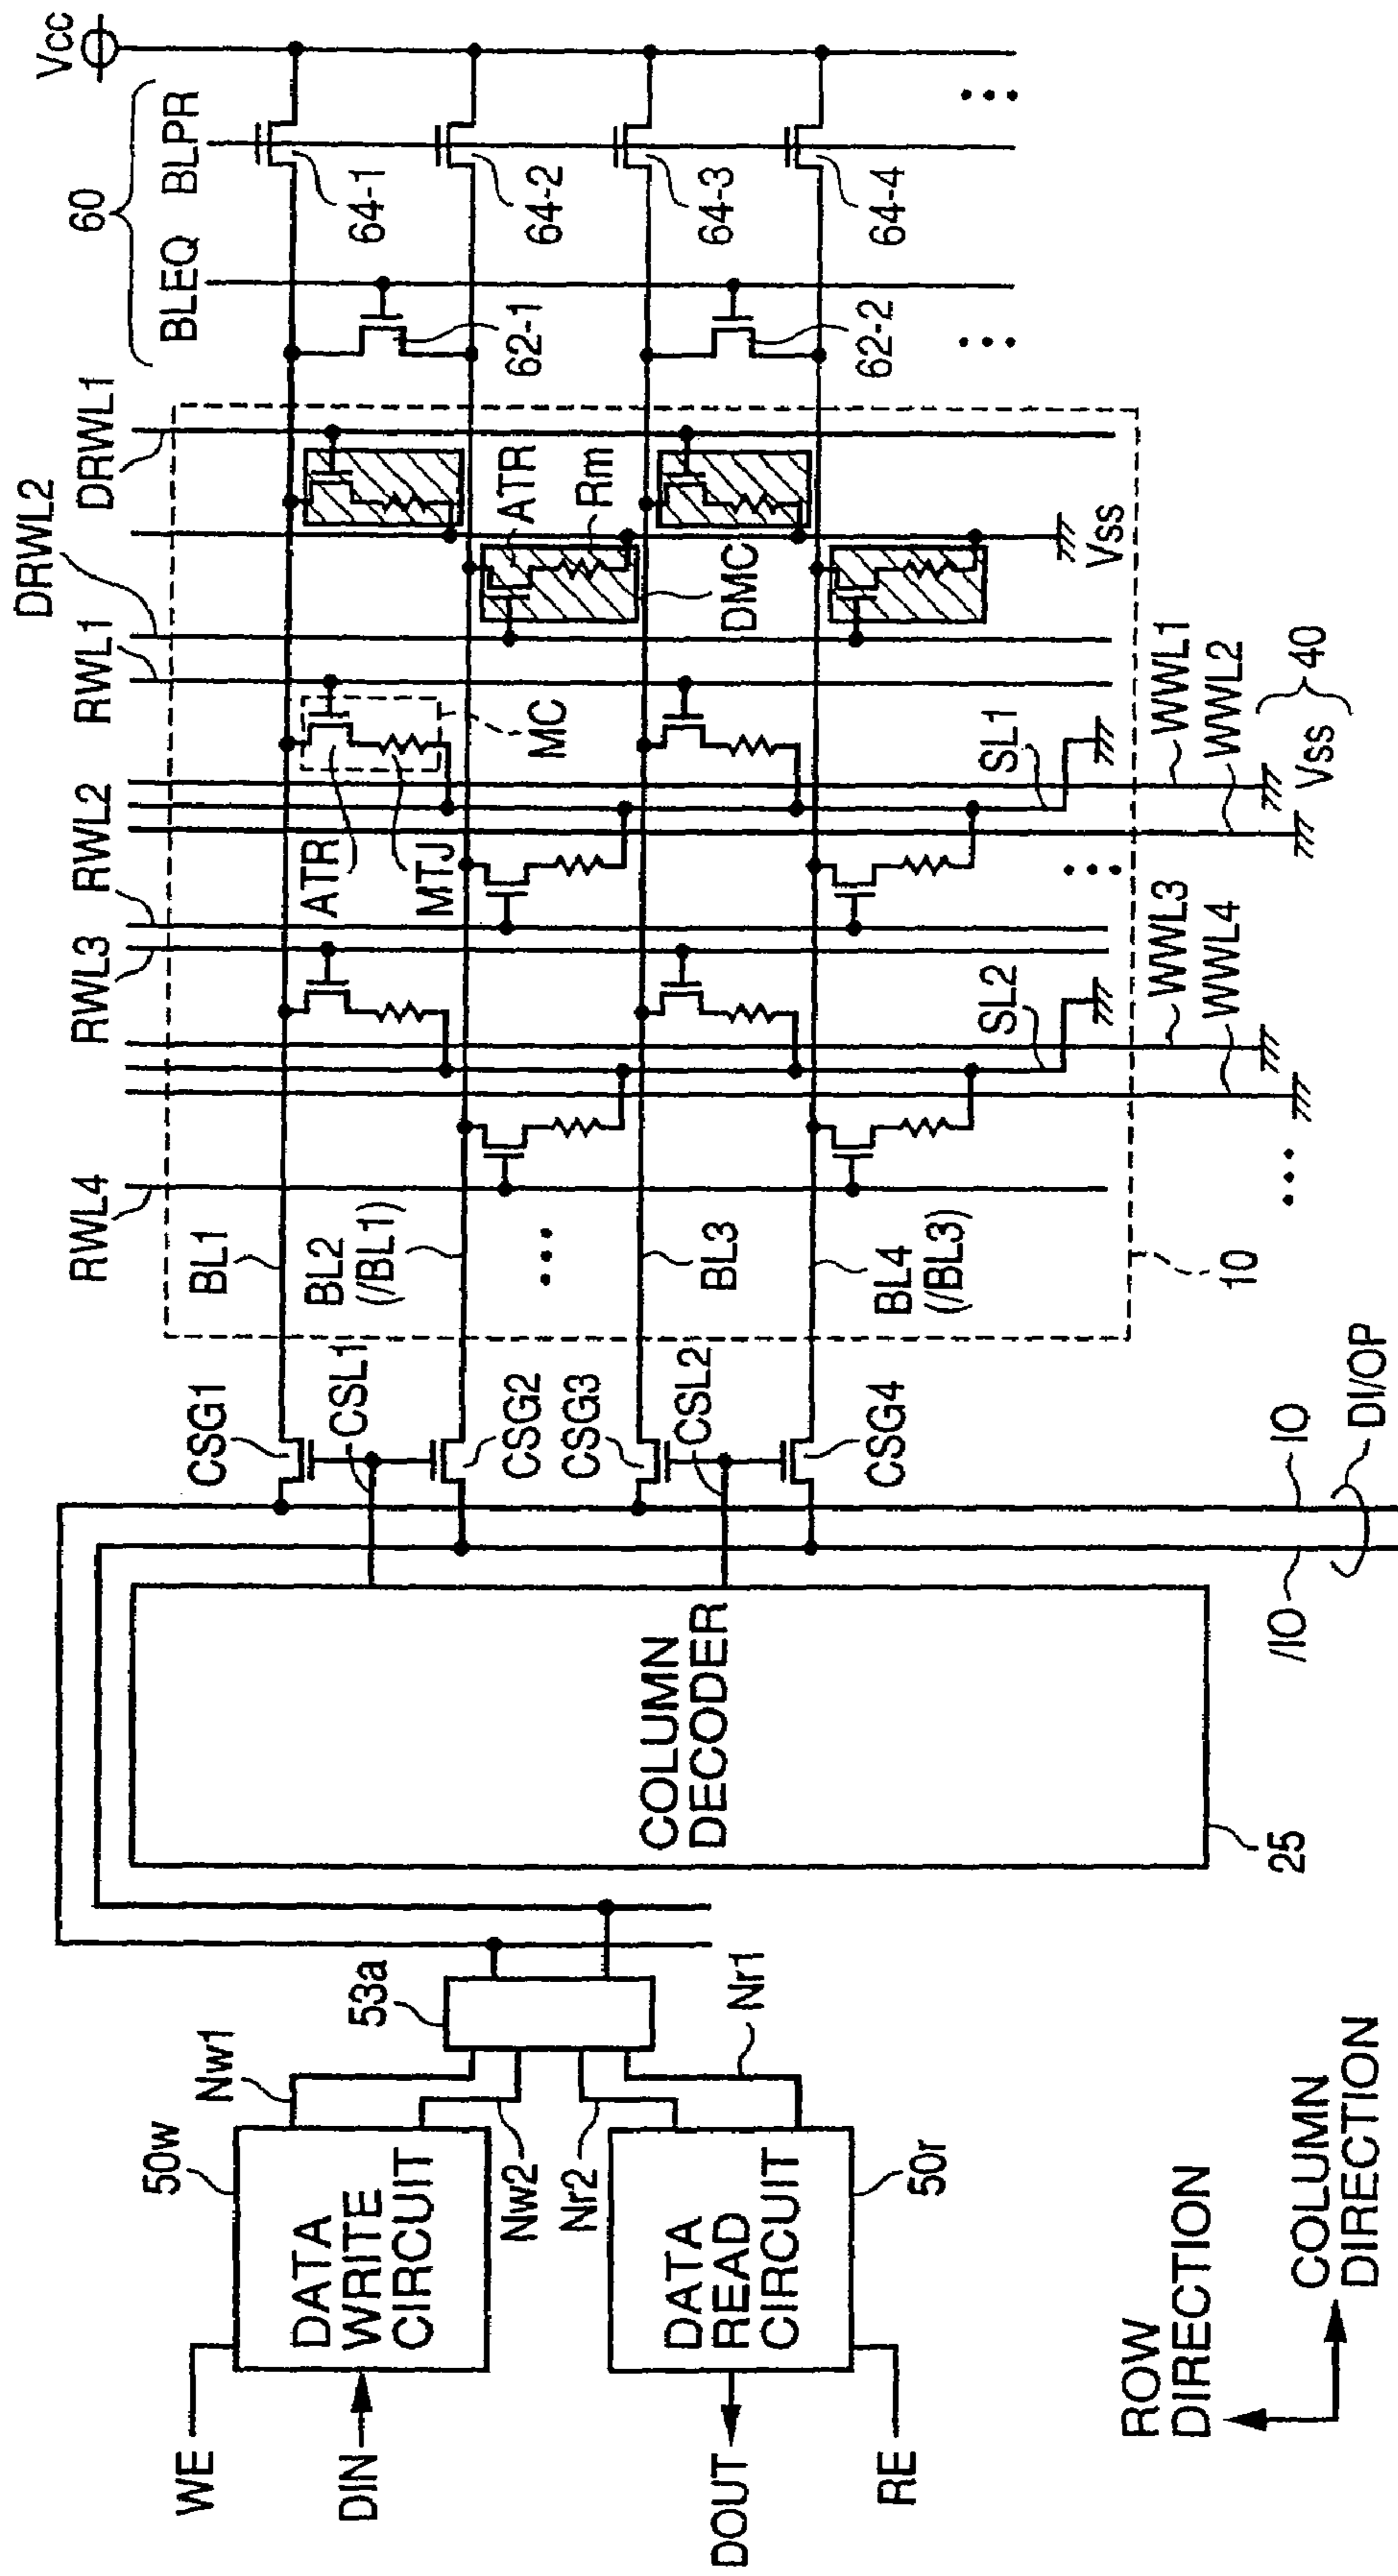 Vcc
60
BLEQ
BLPR
64-1
64-2
64-3
64-4
62-1
62-2
DRWL1
DRWL2
RWL1
RWL2
RWL3
RWL4
ATR
Rm
DMC
Vss
MC
ATR
MTJ
SL1
SL2
WWL1
WWL2
40
Vss
WWL3
WWL4
BL1
BL2
(/BL1)
BL3
BL4
(/BL3)
10
CSG1
CSL1
CSG2
CSG3
CSL2
CSG4
IO
/IO
DI/OP
COLUMN
DECODER
25
53a
Nw1
Nw2
Nr2
Nr1
50w
DATA
WRITE
CIRCUIT
WE
DIN
50r
DATA
READ
CIRCUIT
DOUT
RE
ROW
DIRECTION
COLUMN
DIRECTION